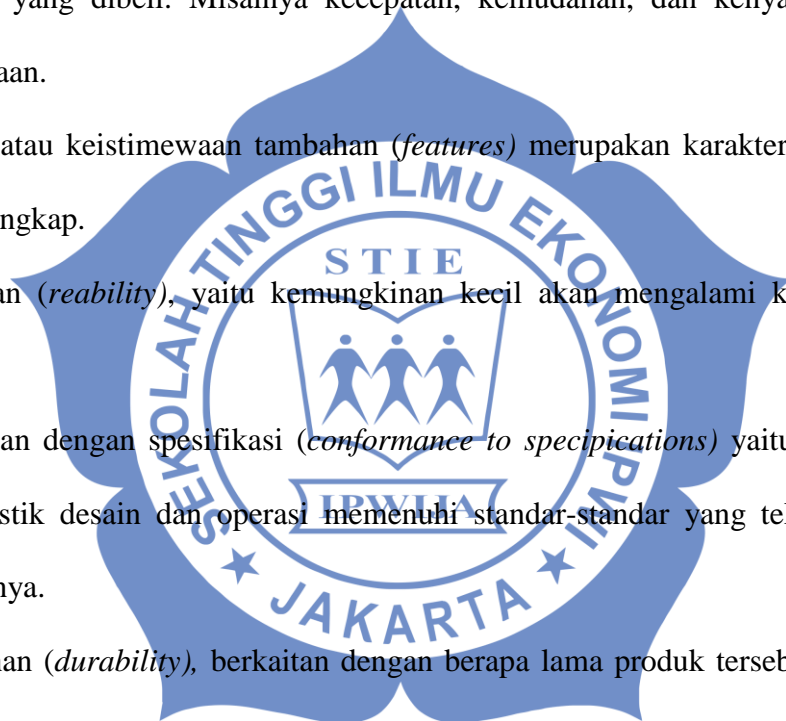 yang dibeli. Misalnya kecepatan, kemudahan, dan kenya
aan.
atau keistimewaan tambahan (features) merupakan karakter
ngkap.
an (reability), yaitu kemungkinan kecil akan mengalami k
an dengan spesifikasi (conformance to specipications) yaitu
stik desain dan operasi memenuhi standar-standar yang tel
nya.
nan (durability), berkaitan dengan berapa lama produk terseb
SEKOLAH TINGGI ILMU EKONOMI IPWI
STIE
IPWIJA
★ JAKARTA ★